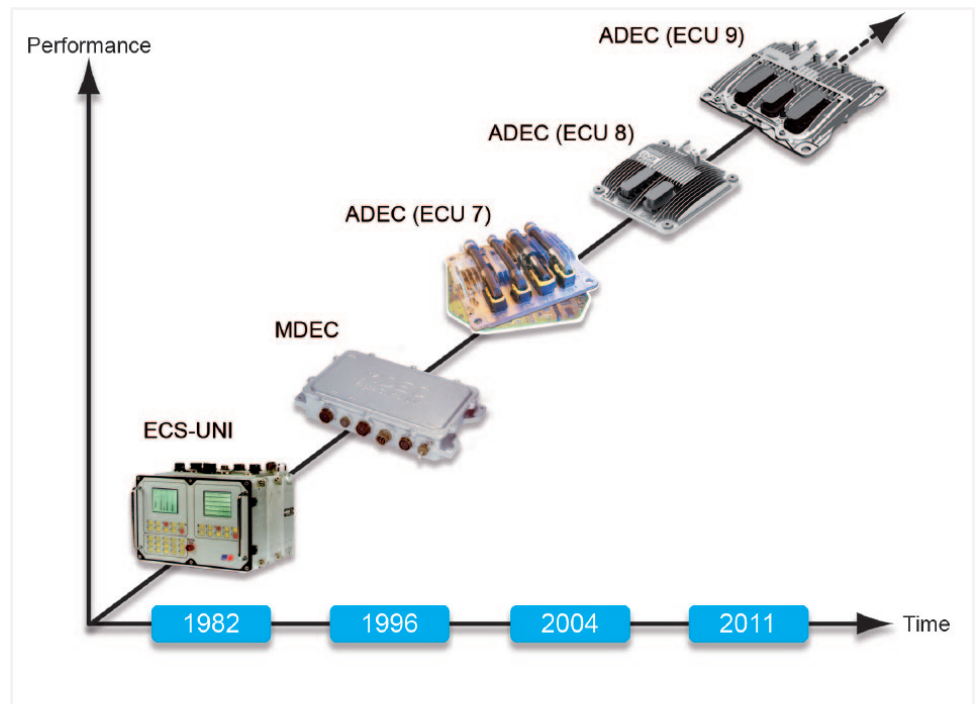 Performance
ADEC (ECU 9)
ADEC (ECU 8)
ADEC (ECU 7)
MDEC
ECS-UNI
1982
1996
2004
2011
Time